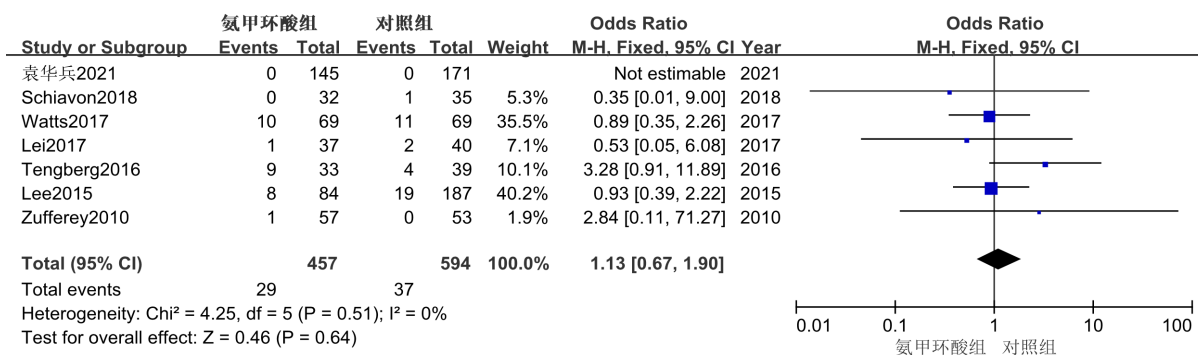 氨甲环酸组 对照组 Odds Ratio Odds Ratio
Study or Subgroup Events Total Events Total Weight M-H, Fixed, 95% CI Year M-H, Fixed, 95% CI
袁华兵2021 0 145 0 171 Not estimable 2021
Schiavon2018 0 32 1 35 5.3% 0.35 [0.01, 9.00] 2018
Watts2017 10 69 11 69 35.5% 0.89 [0.35, 2.26] 2017
Lei2017 1 37 2 40 7.1% 0.53 [0.05, 6.08] 2017
Tengberg2016 9 33 4 39 10.1% 3.28 [0.91, 11.89] 2016
Lee2015 8 84 19 187 40.2% 0.93 [0.39, 2.22] 2015
Zufferey2010 1 57 0 53 1.9% 2.84 [0.11, 71.27] 2010
Total (95% CI) 457 594 100.0% 1.13 [0.67, 1.90]
Total events 29 37
Heterogeneity: Chi² = 4.25, df = 5 (P = 0.51); I² = 0%
Test for overall effect: Z = 0.46 (P = 0.64)
0.01 0.1 1 10 100
氨甲环酸组 对照组